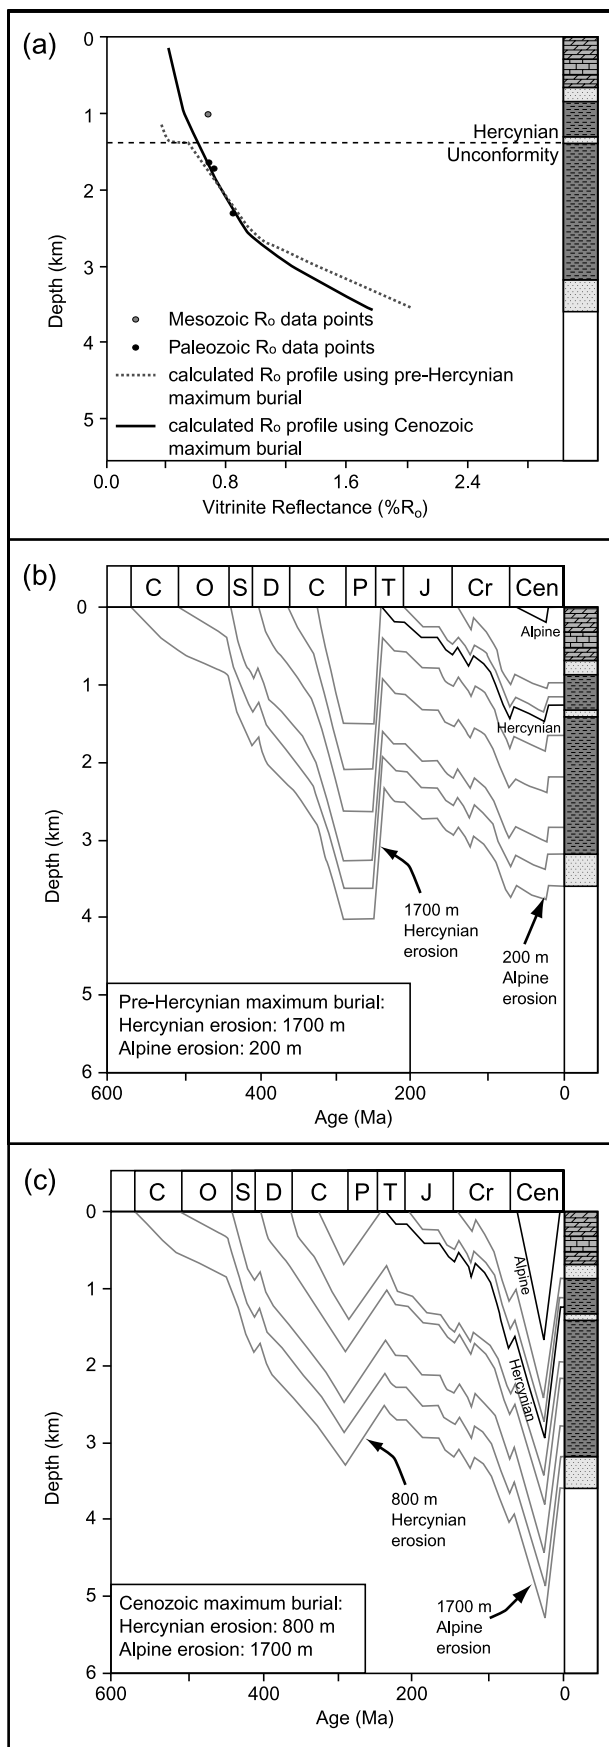 (a)
0
1
2
3
4
5
Depth (km)
Hercynian
Unconformity
Mesozoic Ro data points
Paleozoic Ro data points
calculated Ro profile using pre-Hercynian
maximum burial
calculated Ro profile using Cenozoic
maximum burial
0.0 0.8 1.6 2.4
Vitrinite Reflectance (%Ro)
(b)
C O S D C P T J Cr Cen
0
1
2
3
4
5
6
Depth (km)
Alpine
Hercynian
1700 m
Hercynian
erosion
200 m
Alpine
erosion
Pre-Hercynian maximum burial:
Hercynian erosion: 1700 m
Alpine erosion: 200 m
600 400 200 0
Age (Ma)
(c)
C O S D C P T J Cr Cen
0
1
2
3
4
5
6
Depth (km)
Alpine
Hercynian
800 m
Hercynian
erosion
1700 m
Alpine
erosion
Cenozoic maximum burial:
Hercynian erosion: 800 m
Alpine erosion: 1700 m
600 400 200 0
Age (Ma)